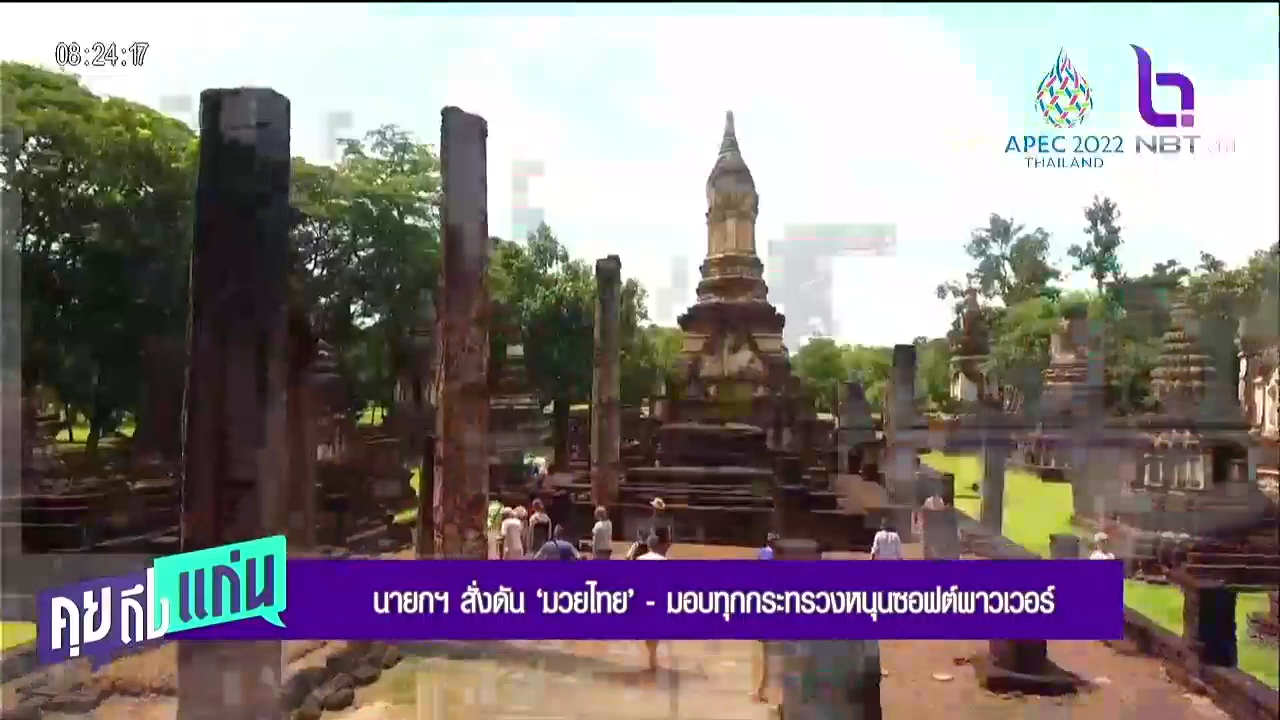 08:24:17
APEC 2022
THAILAND
NBT
นายกฯ สั่งดัน ‘มวยไทย’ - มอบทุกกระทรวงหนุนซอฟต์พาวเวอร์
คุยถึงแก่น